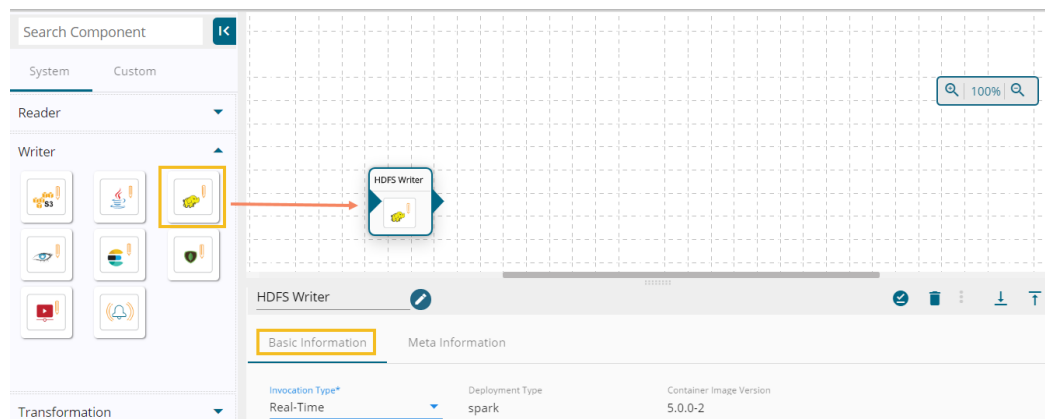 Search Component
System Custom
Reader
Writer
S3
Transformation
100%
HDFS Writer
HDFS Writer
Basic Information Meta Information
Invocation Type* Deployment Type Container Image Version
Real-Time spark 5.0.0-2